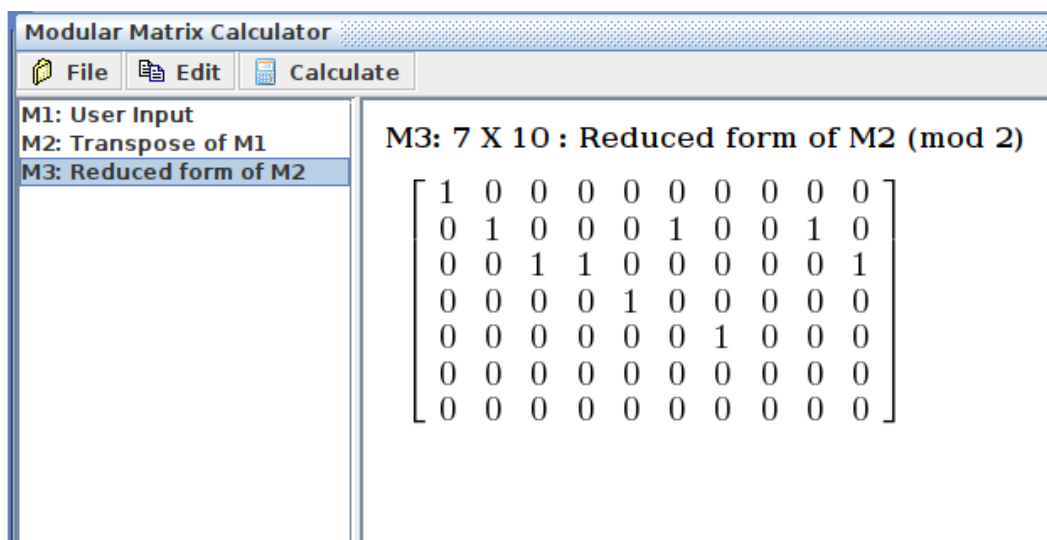 Modular Matrix Calculator
File Edit Calculate
M1: User Input
M2: Transpose of M1
M3: Reduced form of M2
M3: 7 X 10 : Reduced form of M2 (mod 2)
1 0 0 0 0 0 0 0 0 0
0 1 0 0 0 1 0 0 1 0
0 0 1 1 0 0 0 0 0 1
0 0 0 0 1 0 0 0 0 0
0 0 0 0 0 0 1 0 0 0
0 0 0 0 0 0 0 0 0 0
0 0 0 0 0 0 0 0 0 0